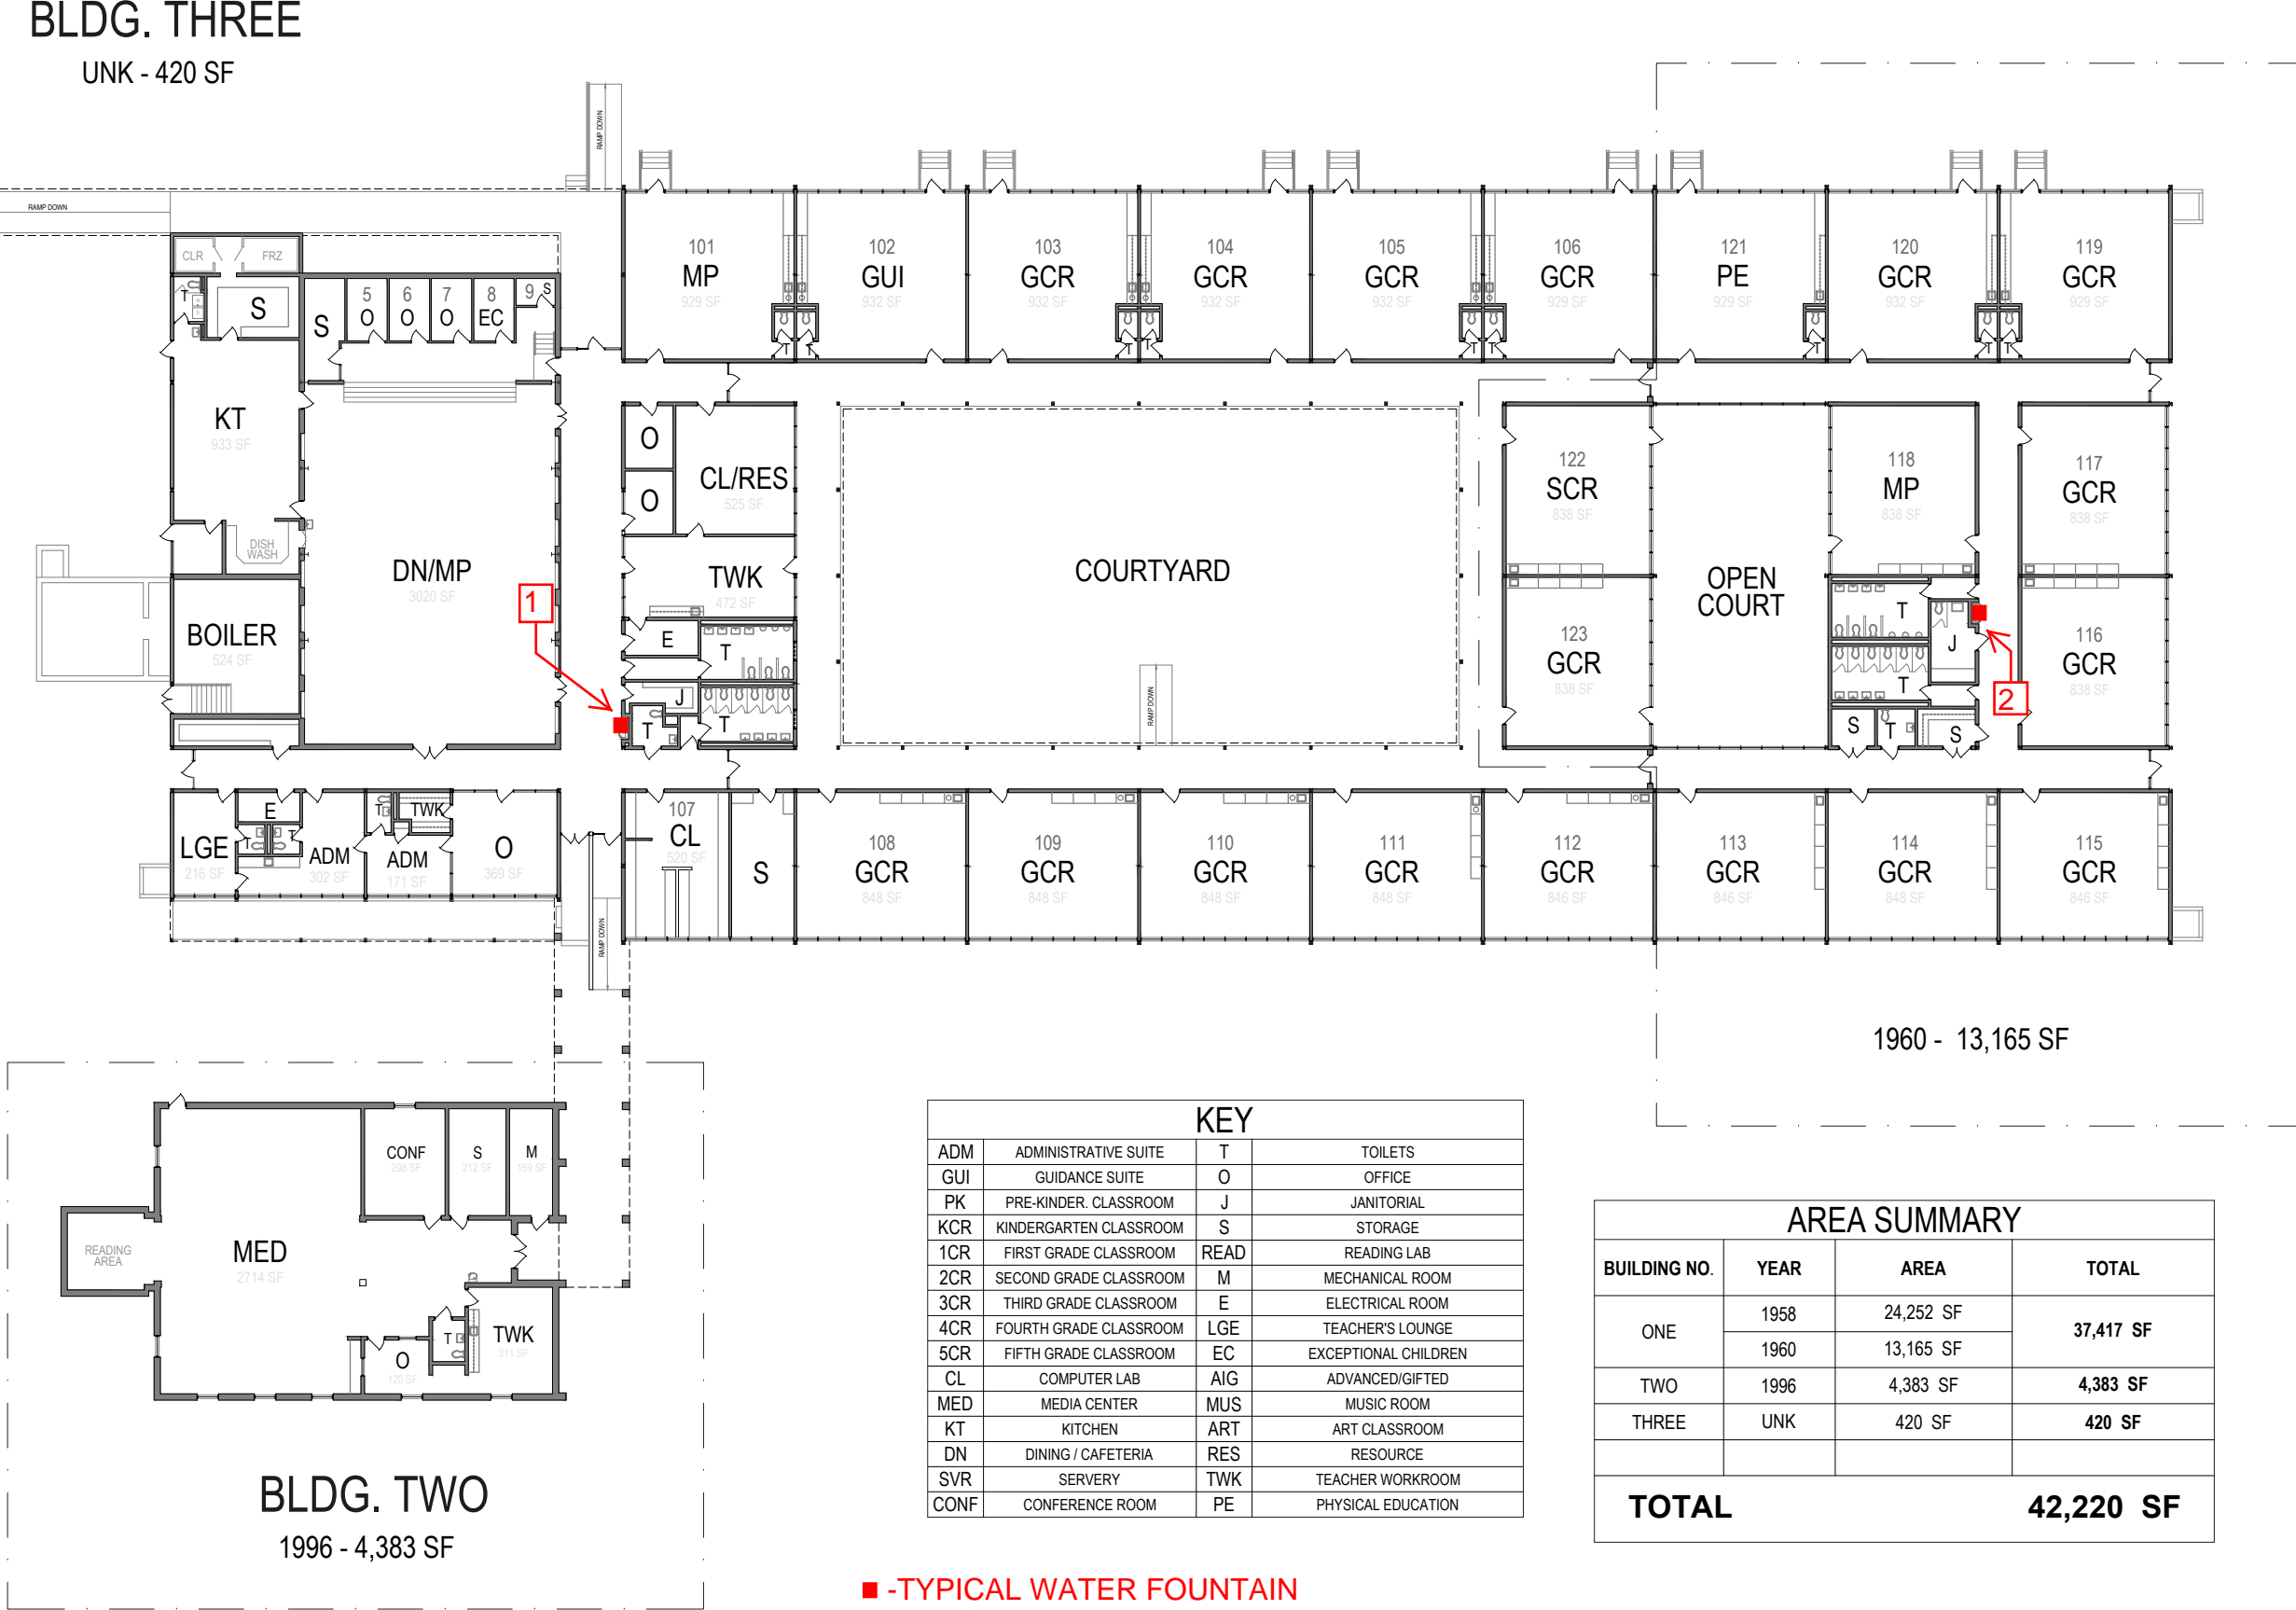 BLDG. THREE
UNK - 420 SF
RAMP DOWN
RAMP DOWN
101
MP
929 SF
102
GUI
932 SF
103
GCR
932 SF
104
GCR
932 SF
105
GCR
932 SF
106
GCR
929 SF
121
PE
929 SF
120
GCR
932 SF
119
GCR
929 SF
T
T
T
T
T
T
T
T
T
CLR
FRZ
T
S
S
5
O
6
O
7
O
8
EC
9
S
KT
933 SF
DISH
WASH
DN/MP
3020 SF
BOILER
524 SF
1
O
O
CL/RES
525 SF
TWK
472 SF
E
T
J
T
T
COURTYARD
RAMP DOWN
122
SCR
838 SF
123
GCR
838 SF
OPEN
COURT
118
MP
838 SF
T
J
T
S
T
S
2
117
GCR
838 SF
116
GCR
838 SF
LGE
216 SF
E
T
T
ADM
302 SF
T
TWK
ADM
171 SF
O
369 SF
RAMP DOWN
107
CL
520 SF
S
108
GCR
848 SF
109
GCR
848 SF
110
GCR
848 SF
111
GCR
848 SF
112
GCR
846 SF
113
GCR
846 SF
114
GCR
848 SF
115
GCR
846 SF
1960 - 13,165 SF
CONF
298 SF
S
212 SF
M
159 SF
READING
AREA
MED
2714 SF
T
TWK
311 SF
O
120 SF
BLDG. TWO
1996 - 4,383 SF
KEY
ADM ADMINISTRATIVE SUITE T TOILETS
GUI GUIDANCE SUITE O OFFICE
PK PRE-KINDER. CLASSROOM J JANITORIAL
KCR KINDERGARTEN CLASSROOM S STORAGE
1CR FIRST GRADE CLASSROOM READ READING LAB
2CR SECOND GRADE CLASSROOM M MECHANICAL ROOM
3CR THIRD GRADE CLASSROOM E ELECTRICAL ROOM
4CR FOURTH GRADE CLASSROOM LGE TEACHER'S LOUNGE
5CR FIFTH GRADE CLASSROOM EC EXCEPTIONAL CHILDREN
CL COMPUTER LAB AIG ADVANCED/GIFTED
MED MEDIA CENTER MUS MUSIC ROOM
KT KITCHEN ART ART CLASSROOM
DN DINING / CAFETERIA RES RESOURCE
SVR SERVERY TWK TEACHER WORKROOM
CONF CONFERENCE ROOM PE PHYSICAL EDUCATION
AREA SUMMARY
BUILDING NO. YEAR AREA TOTAL
ONE 1958 24,252 SF 37,417 SF
1960 13,165 SF
TWO 1996 4,383 SF 4,383 SF
THREE UNK 420 SF 420 SF
TOTAL 42,220 SF
-TYPICAL WATER FOUNTAIN